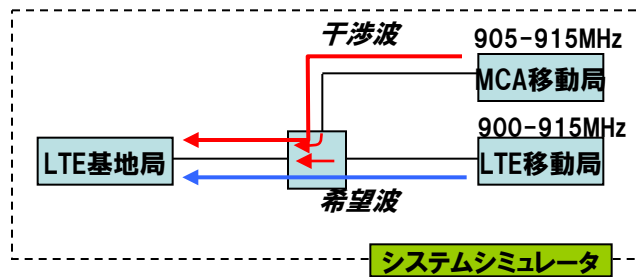 干渉波
905-915MHz
MCA移動局
900-915MHz
LTE基地局
LTE移動局
希望波
システムシミュレータ